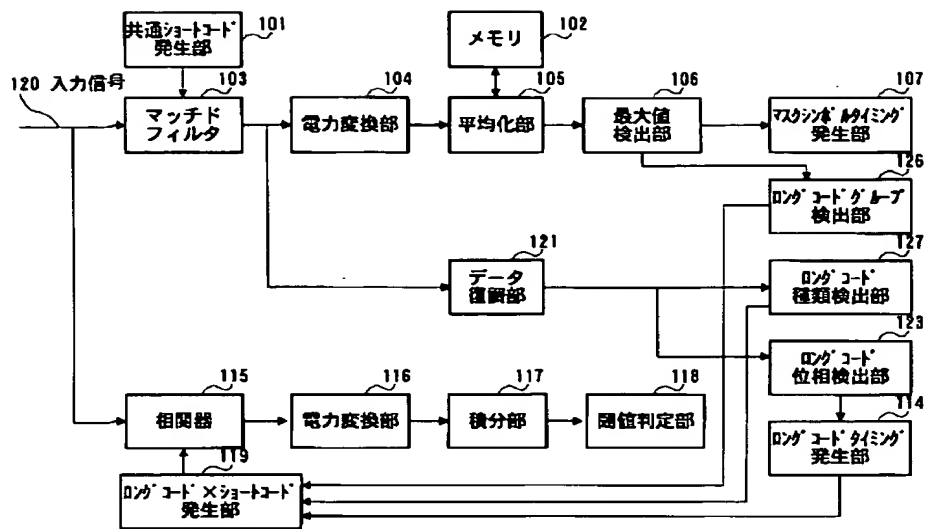 共通ショートコード
発生部
101
メモリ
102
120 入力信号
103
マッチド
フィルタ
104
電力変換部
105
平均化部
106
最大値
検出部
107
マスクシンボルタイミング
発生部
126
ロングコードグループ
検出部
121
データ
復調部
127
ロングコード
種類検出部
123
ロングコード
位相検出部
115
相関器
116
電力変換部
117
積分部
118
閾値判定部
114
ロングコードタイミング
発生部
119
ロングコード×ショートコード
発生部